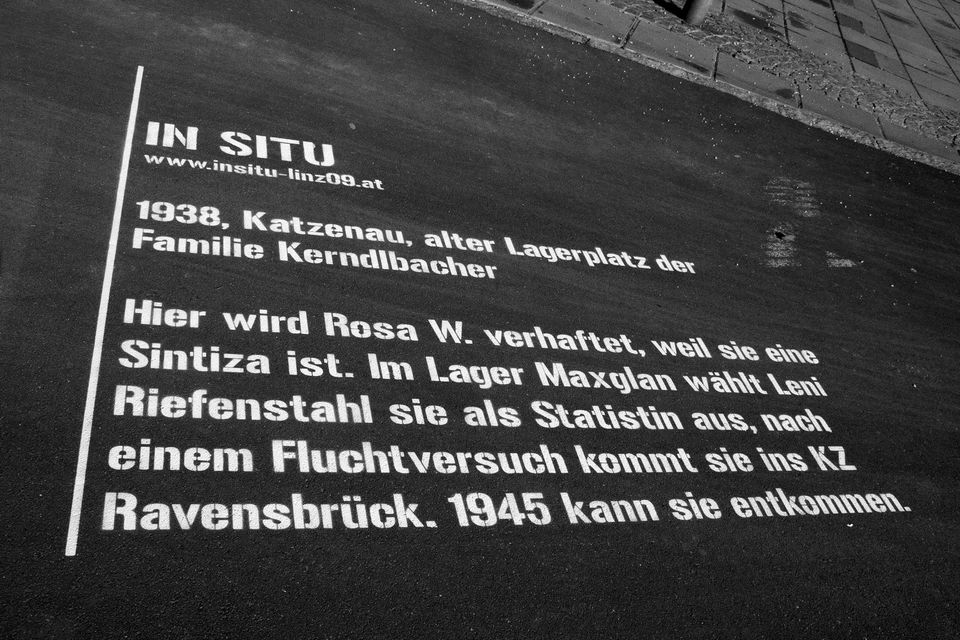 IN SITU
www.insitu-linz09.at
1938, Katzenau, alter Lagerplatz der
Familie Kerndlbacher
Hier wird Rosa W. verhaftet, weil sie eine
Sintiza ist. Im Lager Maxglan wählt Leni
Riefenstahl sie als Statistin aus, nach
einem Fluchtversuch kommt sie ins KZ
Ravensbrück. 1945 kann sie entkommen.